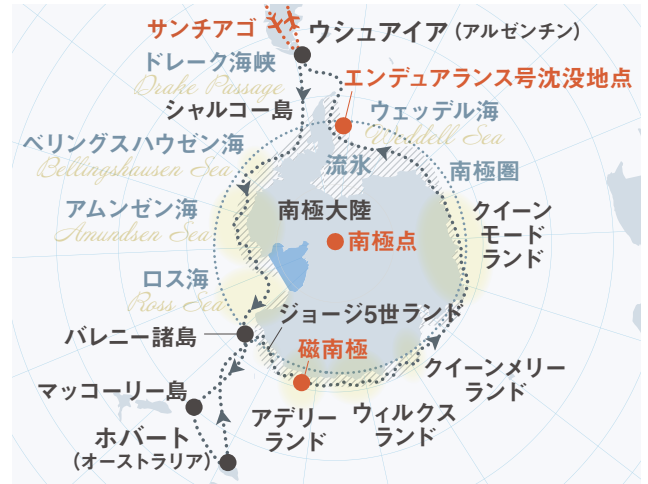 サンチアゴ
ウシュアイア（アルゼンチン）
ドレーク海峡
Drake Passage
エンデュアランス号沈没地点
シャルコー島
ウェッデル海
Weddell Sea
ベリングスハウゼン海
Bellingshausen Sea
流氷
南極圏
アムンゼン海
Amundsen Sea
南極大陸
クイーン
モード
ランド
南極点
ロス海
Ross Sea
ジョージ5世ランド
バレニー諸島
磁南極
クイーンメリー
ランド
マッコーリー島
アデリー
ランド
ウィルクス
ランド
ホバート
（オーストラリア）